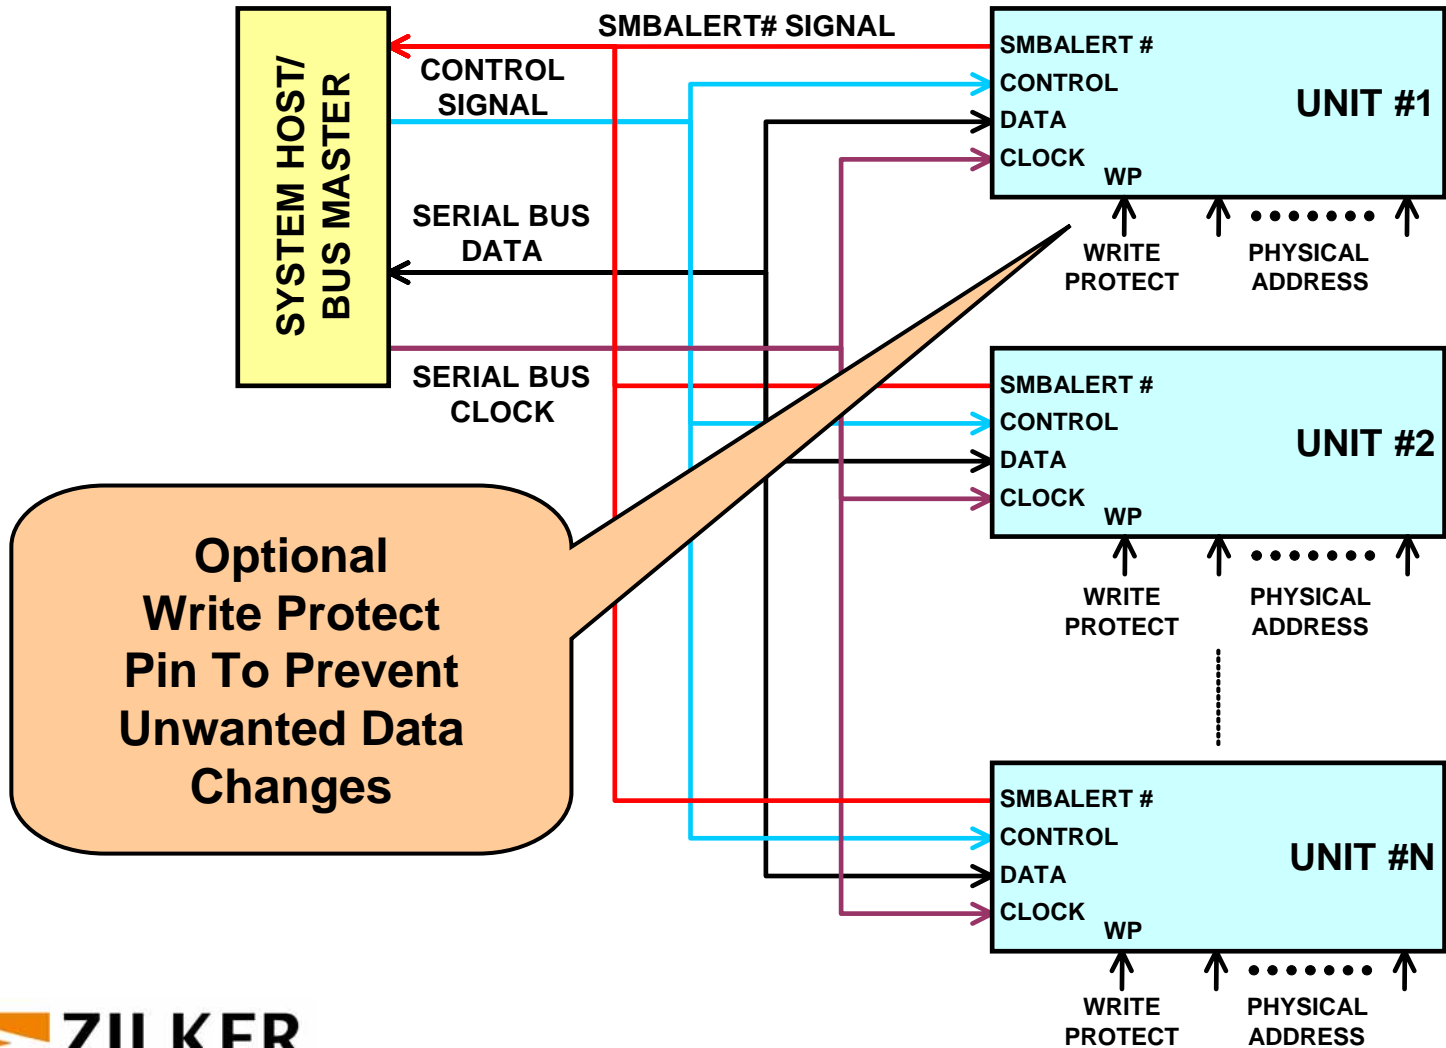 SMBALERT# SIGNAL
SYSTEM HOST/
BUS MASTER
CONTROL
SIGNAL
SERIAL BUS
DATA
SERIAL BUS
CLOCK
SMBALERT #
CONTROL
DATA
CLOCK
WP
UNIT #1
WRITE
PROTECT
PHYSICAL
ADDRESS
SMBALERT #
CONTROL
DATA
CLOCK
WP
UNIT #2
WRITE
PROTECT
PHYSICAL
ADDRESS
Optional
Write Protect
Pin To Prevent
Unwanted Data
Changes
SMBALERT #
CONTROL
DATA
CLOCK
WP
UNIT #N
WRITE
PROTECT
PHYSICAL
ADDRESS
ZILKER